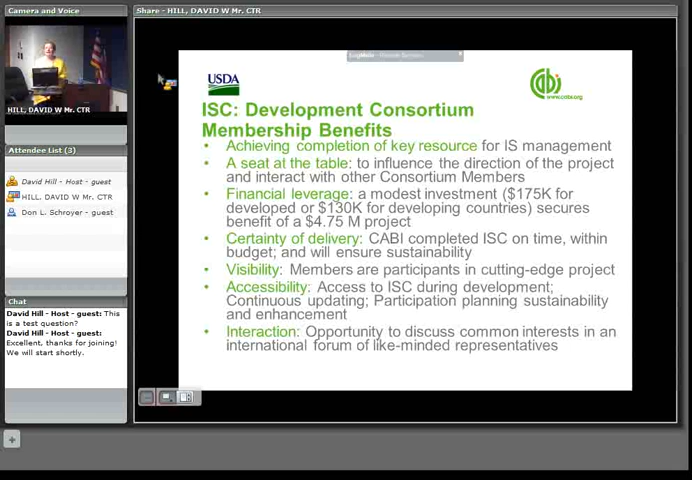 Camera and Voice
HILL, DAVID W Mr. CTR
Attendee List (3)
David Hill - Host - guest
HILL. DAVID W Mr. CTR
Don L. Schroyer - guest
Chat
David Hill - Host - guest: This
is a test question?
David Hill - Host - guest:
Excellent, thanks for joining!
We will start shortly.
Share - HILL, DAVID W Mr. CTR
USDA
cabi
www.cabi.org
ISC: Development Consortium
Membership Benefits
• Achieving completion of key resource for IS management
• A seat at the table: to influence the direction of the project
and interact with other Consortium Members
• Financial leverage: a modest investment ($175K for
developed or $130K for developing countries) secures
benefit of a $4.75 M project
• Certainty of delivery: CABI completed ISC on time, within
budget; and will ensure sustainability
• Visibility: Members are participants in cutting-edge project
• Accessibility: Access to ISC during development;
Continuous updating; Participation planning sustainability
and enhancement
• Interaction: Opportunity to discuss common interests in an
international forum of like-minded representatives